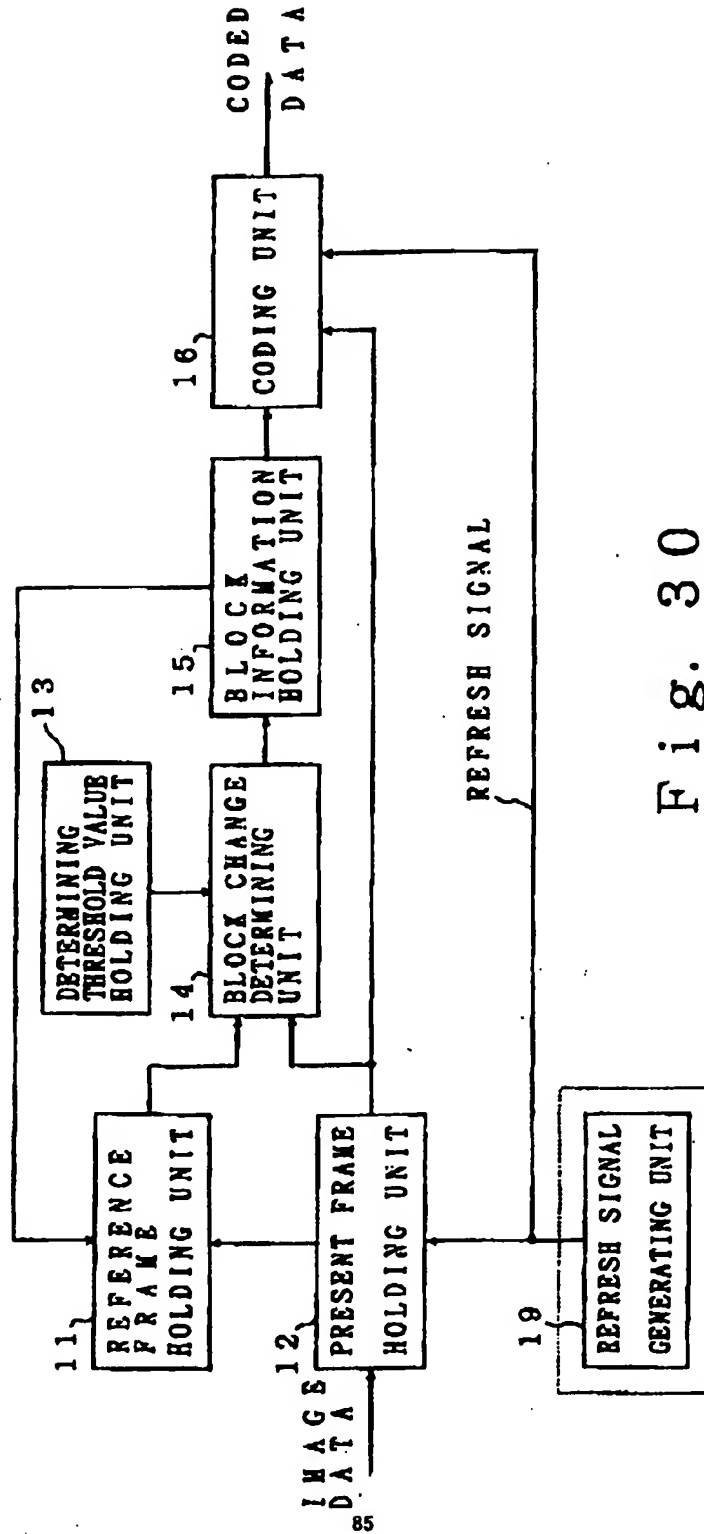 IMAGE
DATA
11
REFERENCE
FRAME
HOLDING UNIT
12
PRESENT FRAME
HOLDING UNIT
19
REFRESH SIGNAL
GENERATING UNIT
13
DETERMINING
THRESHOLD VALUE
HOLDING UNIT
14
BLOCK CHANGE
DETERMINING
UNIT
15
BLOCK
INFORMATION
HOLDING UNIT
16
CODING UNIT
CODED
DATA
REFRESH SIGNAL
Fig. 30
85